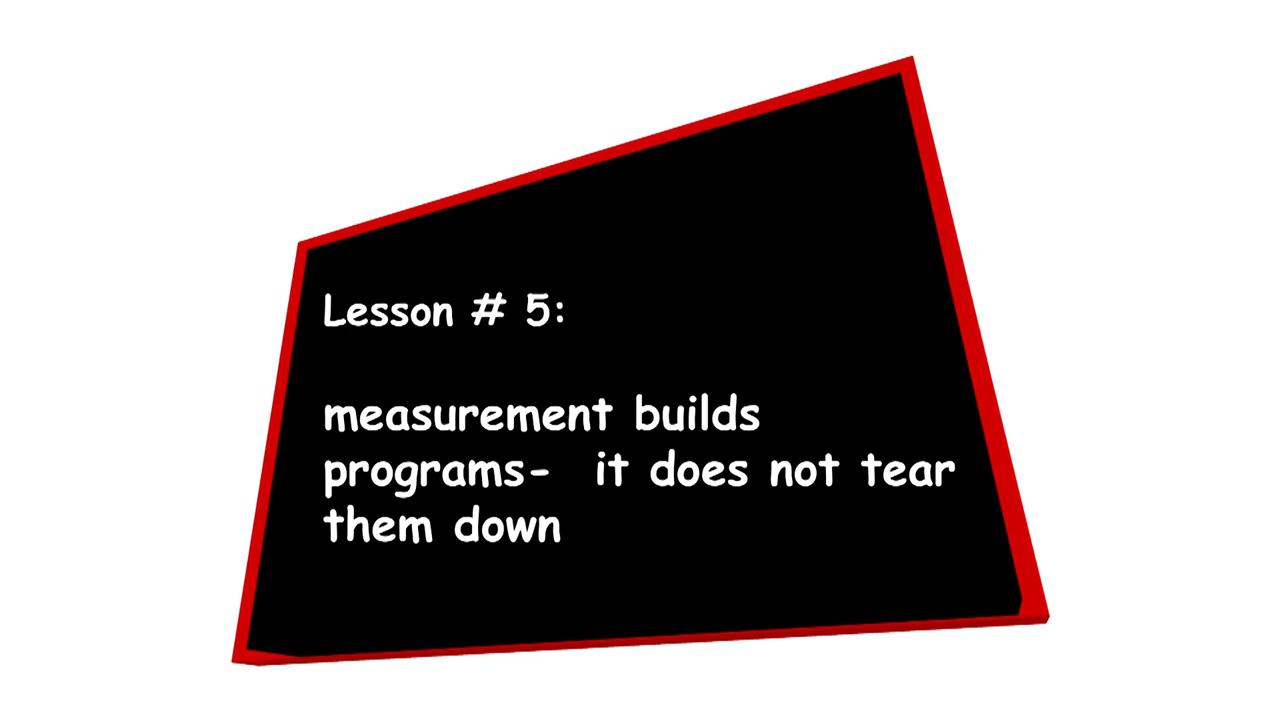 Lesson # 5:
measurement builds
programs-  it does not tear
them down